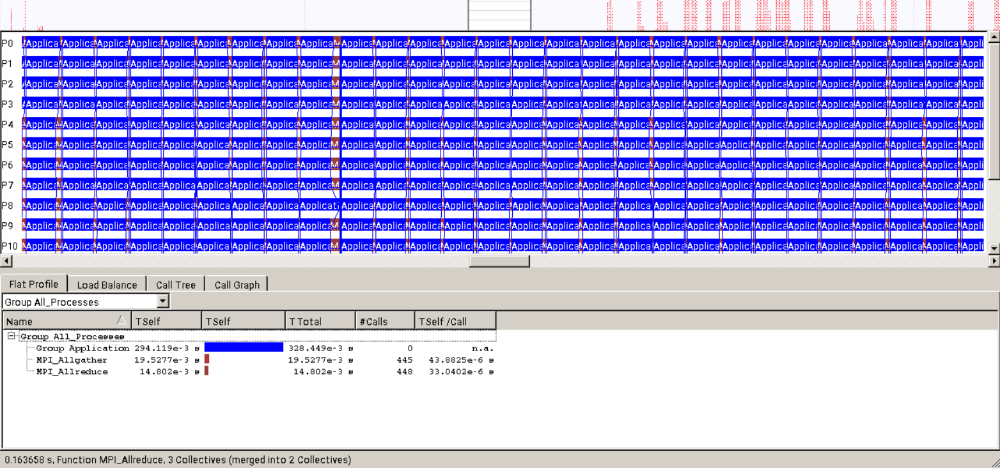 P0 Applica Applica Applica Applica Applica Applica Applica Applica Applica M Applica Applica Applica Applica Applica Applica Applica Applica Applica Applica Applica Applica Applica Applica Applica Applica Applica Appli
P1 Applica Applica Applica Applica Applica Applica Applica Applica Applica M Applica Applica Applica Applica Applica Applica Applica Applica Applica Applica Applica Applica Applica Applica Applica Applica Applica Appli
P2 Applica Applica Applica Applica Applica Applica Applica Applica Applica M Applica Applica Applica Applica Applica Applica Applica Applica Applica Applica Applica Applica Applica Applica Applica Applica Applica Appli
P3 Applica Applica Applica Applica Applica Applica Applica Applica Applica M Applica Applica Applica Applica Applica Applica Applica Applica Applica Applica Applica Applica Applica Applica Applica Applica Applica Appli
P4 Applica Applica Applica Applica Applica Applica Applica Applica Applica M Applica Applica Applica Applica Applica Applica Applica Applica Applica Applica Applica Applica Applica Applica Applica Applica Applica Appli
P5 Applica Applica Applica Applica Applica Applica Applica Applica Applica M Applica Applica Applica Applica Applica Applica Applica Applica Applica Applica Applica Applica Applica Applica Applica Applica Applica Appli
P6 Applica Applica Applica Applica Applica Applica Applica Applica Applica M Applica Applica Applica Applica Applica Applica Applica Applica Applica Applica Applica Applica Applica Applica Applica Applica Applica Appli
P7 Applica Applica Applica Applica Applica Applica Applica Applica Applica M Applica Applica Applica Applica Applica Applica Applica Applica Applica Applica Applica Applica Applica Applica Applica Applica Applica Appli
P8 Applica Applica Applica Applica Applica Applica Applica Applica Applicati Applica Applica Applica Applica Applica Applica Applica Applica Applica Applica Applica Applica Applica Applica Applica Applica Applica Appli
P9 Applica Applica Applica Applica Applica Applica Applica Applica Applica M Applica Applica Applica Applica Applica Applica Applica Applica Applica Applica Applica Applica Applica Applica Applica Applica Applica Appli
P10 Applica Applica Applica Applica Applica Applica Applica Applica Applica M Applica Applica Applica Applica Applica Applica Applica Applica Applica Applica Applica Applica Applica Applica Applica Applica Applica Appli
Flat Profile Load Balance Call Tree Call Graph
Group All_Processes
Name TSelf TSelf TTotal #Calls TSelf /Call
Group All_Processes
Group Application 294.119e-3 s 328.449e-3 s 0 n.a.
MPI_Allgather 19.5277e-3 s 19.5277e-3 s 445 43.8825e-6 s
MPI_Allreduce 14.802e-3 s 14.802e-3 s 448 33.0402e-6 s
0.163658 s, Function MPI_Allreduce, 3 Collectives (merged into 2 Collectives)